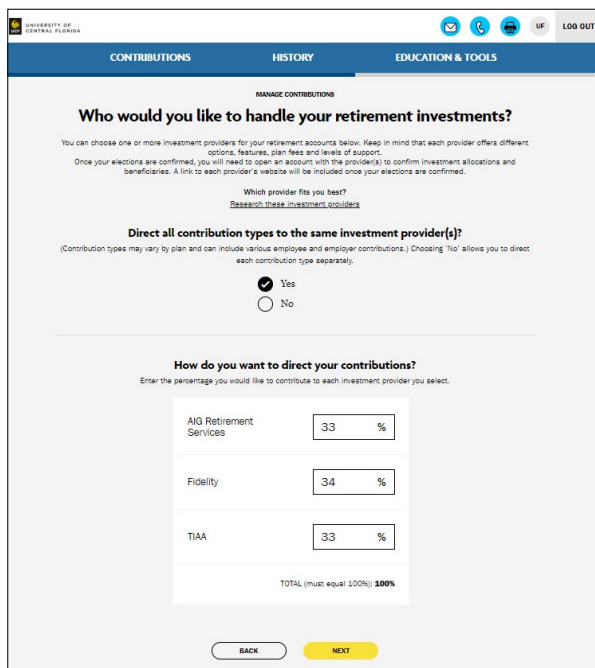 UCF
UNIVERSITY OF
CENTRAL FLORIDA
UF
LOG OUT
CONTRIBUTIONS
HISTORY
EDUCATION & TOOLS
MANAGE CONTRIBUTIONS
Who would you like to handle your retirement investments?
You can choose one or more investment providers for your retirement accounts below. Keep in mind that each provider offers different
options, features, plan fees and levels of support.
Once your elections are confirmed, you will need to open an account with the provider(s) to confirm investment allocations and
beneficiaries. A link to each provider's website will be included once your elections are confirmed.
Which provider fits you best?
Research these investment providers
Direct all contribution types to the same investment provider(s)?
(Contribution types may vary by plan and can include various employee and employer contributions.) Choosing 'No' allows you to direct
each contribution type separately.
Yes
No
How do you want to direct your contributions?
Enter the percentage you would like to contribute to each investment provider you select.
AIG Retirement
Services
33 %
Fidelity
34 %
TIAA
33 %
TOTAL (must equal 100%): 100%
BACK
NEXT